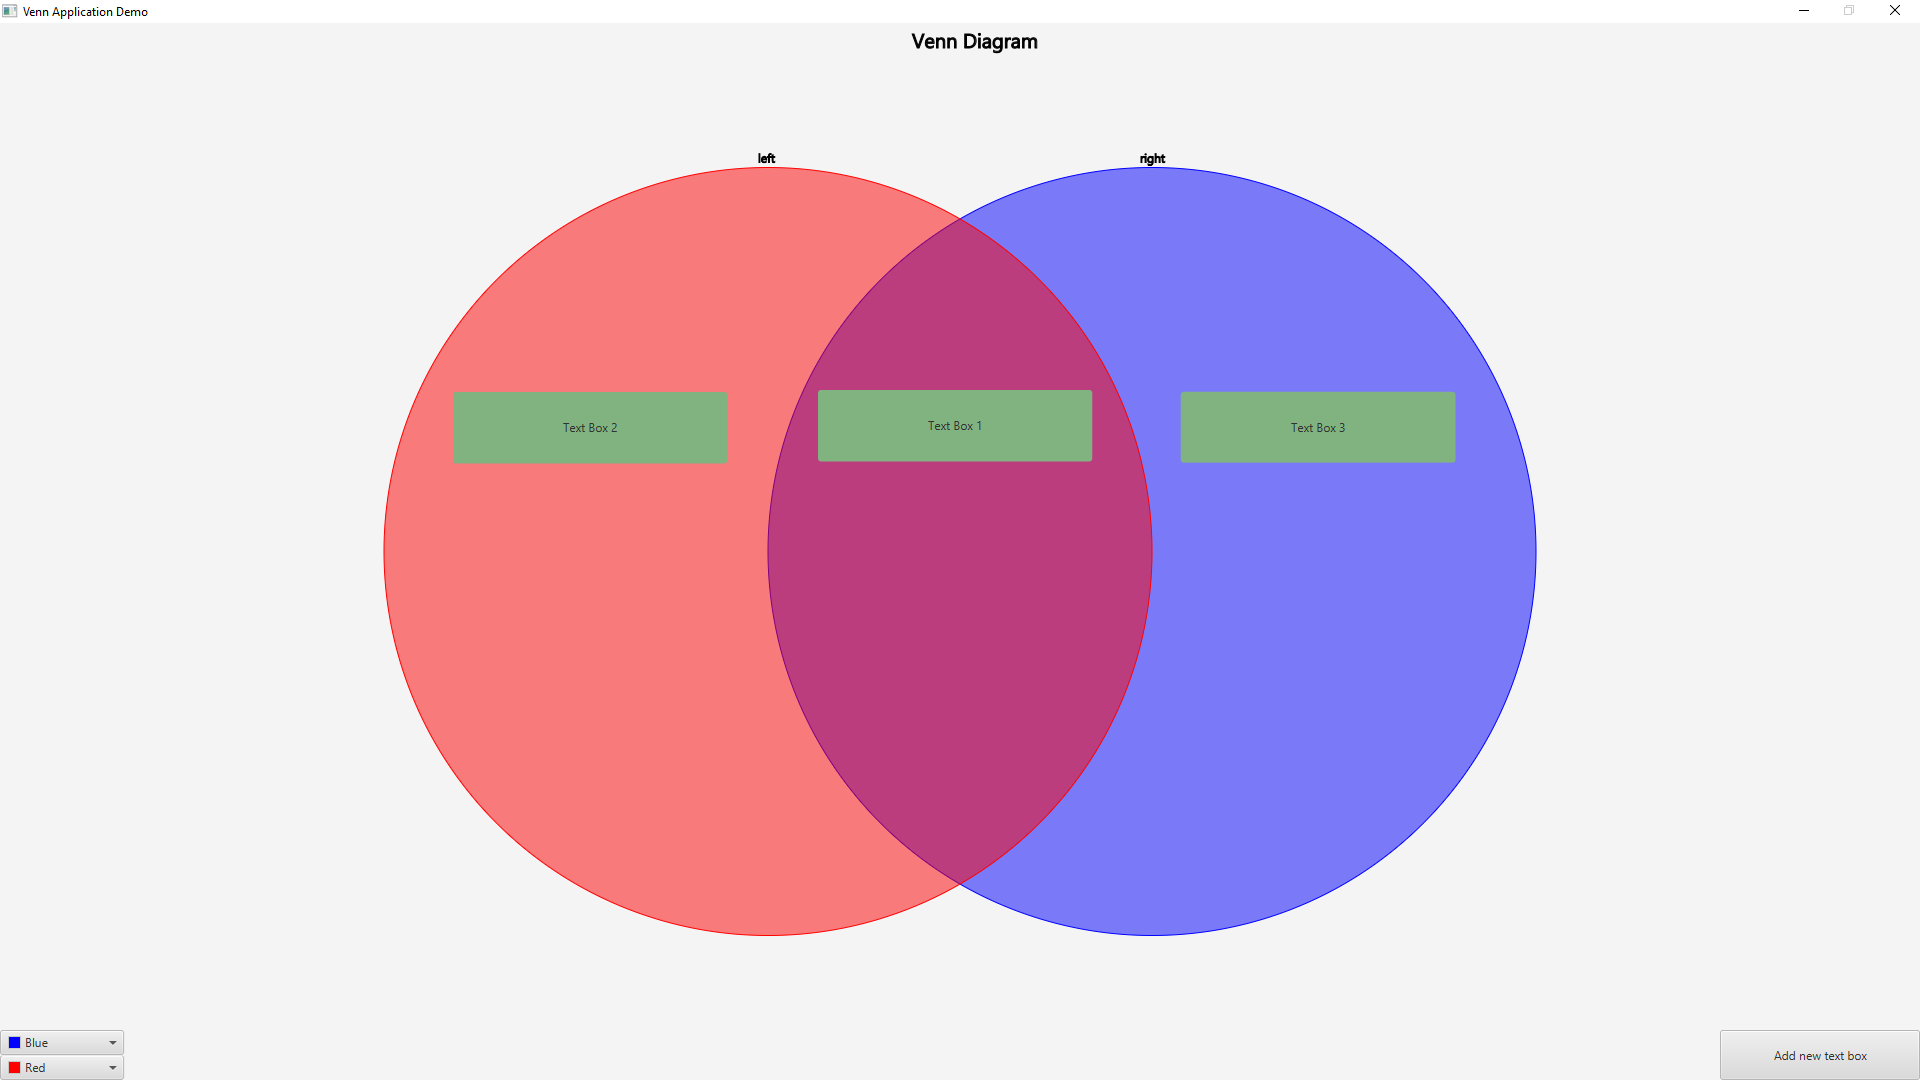 Venn Application Demo
Venn Diagram
left
right
Text Box 2
Text Box 1
Text Box 3
Blue
Red
Add new text box